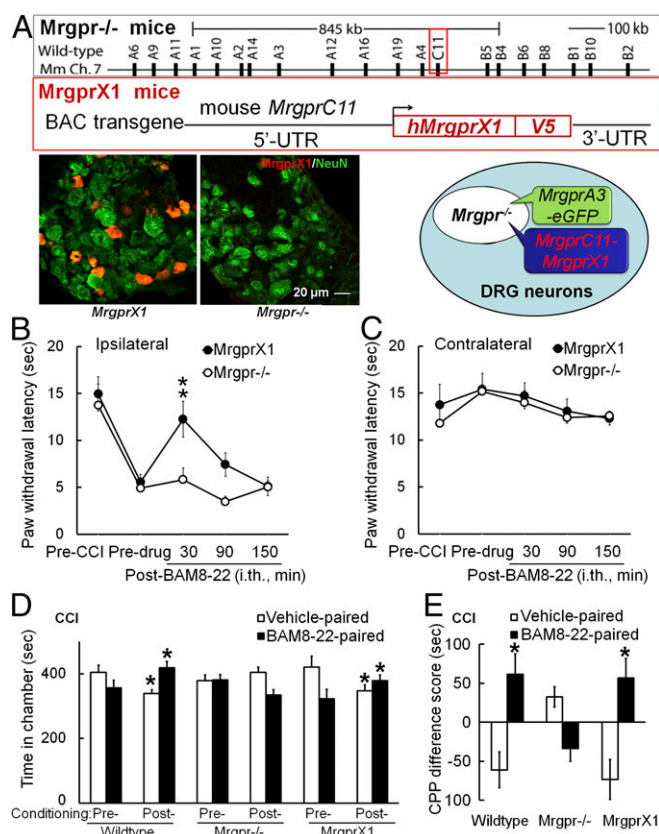 A
Mrgpr-/- mice
845 kb
100 kb
Wild-type
A6 A9 A11 A1 A10 A2 A14 A3 A12 A16 A19 A4 C11 B5 B4 B6 B8 B1 B10 B2
Mm Ch. 7
MrgprX1 mice
mouse MrgprC11
BAC transgene
hMrgprX1 V5
5'-UTR
3'-UTR
MrgprX1/NeuN
20 µm
MrgprX1
Mrgpr-/-
Mrgpr-/-
MrgprA3
-eGFP
MrgprC11-
MrgprX1
DRG neurons
B
Ipsilateral
MrgprX1
Mrgpr-/-
**
Paw withdrawal latency (sec)
20
15
10
5
0
Pre-CCI Pre-drug 30 90 150
Post-BAM8-22 (i.th., min)
C
Contralateral
MrgprX1
Mrgpr-/-
Paw withdrawal latency (sec)
20
15
10
5
0
Pre-CCI Pre-drug 30 90 150
Post-BAM8-22 (i.th., min)
D
CCI
Vehicle-paired
BAM8-22-paired
Time in chamber (sec)
600
400
200
0
* * * *
Conditioning: Pre- Post- Pre- Post- Pre- Post-
Wildtype Mrgpr-/- MrgprX1
E
CCI
Vehicle-paired
BAM8-22-paired
CPP difference score (sec)
100
50
0
-50
100
* *
Wildtype Mrgpr-/- MrgprX1